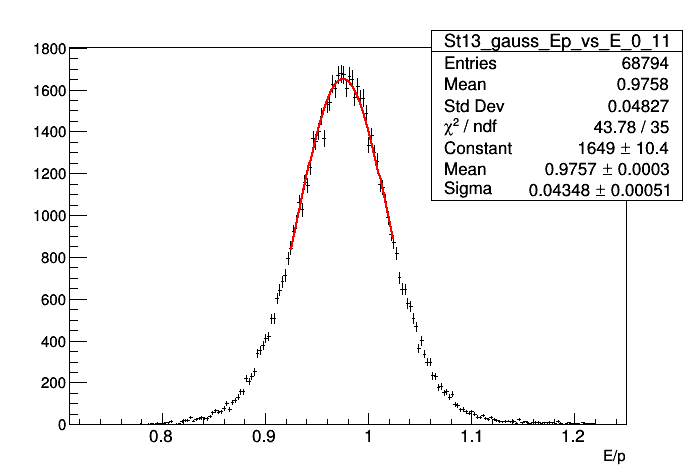 St13_gauss_Ep_vs_E_0_11
Entries 68794
Mean 0.9758
Std Dev 0.04827
χ² / ndf 43.78 / 35
Constant 1649 ± 10.4
Mean 0.9757 ± 0.0003
Sigma 0.04348 ± 0.00051
1800
1600
1400
1200
1000
800
600
400
200
0
0.8 0.9 1 1.1 1.2
E/p